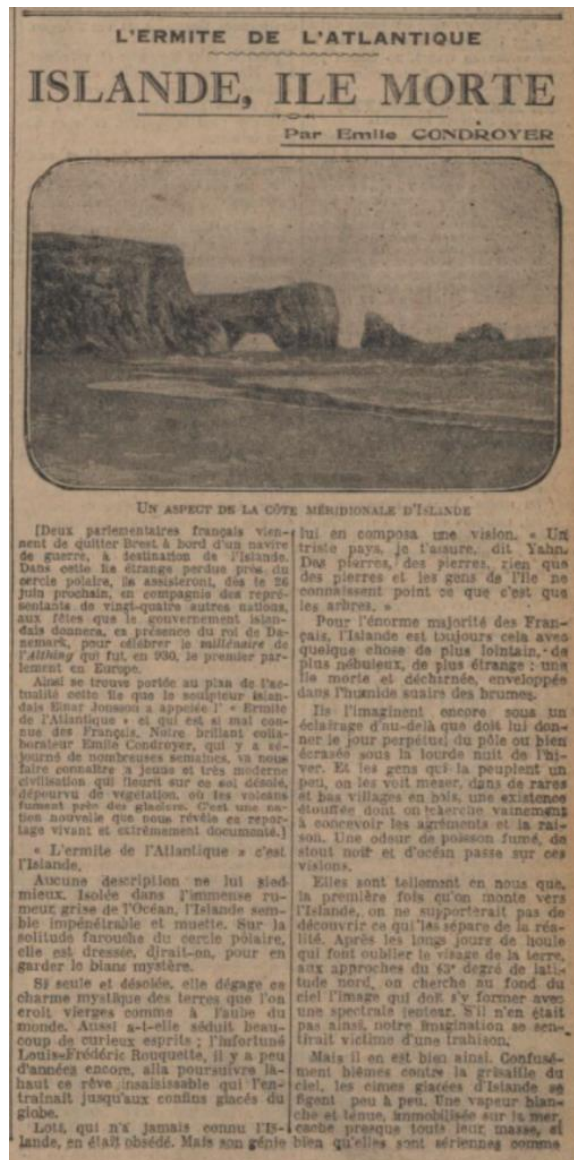 L'ERMITE DE L'ATLANTIQUE
ISLANDE, ILE MORTE
Par Emile CONDROYER
UN ASPECT DE LA CÔTE MÉRIDIONALE D'ISLANDE
[Deux parlementaires français vien-
nent de quitter Brest à bord d'un navire
de guerre, à destination de l'Islande.
Dans cette île étrange perdue près du
cercle polaire, ils assisteront, dès le 26
juin prochain, en compagnie des repré-
sentants de vingt-quatre autres nations,
aux fêtes que le gouvernement islan-
dais donnera, en présence du roi de Da-
nemark, pour célébrer le millénaire de
l'Althing qui fut, en 930, le premier par-
lement en Europe.
Ainsi se trouve portée au plan de l'ac-
tualité cette île que le sculpteur islan-
dais Einar Jonsson a appelée l' « Ermite
de l'Atlantique » et qui est si mal con-
nue des Français. Notre brillant colla-
borateur Emile Condroyer, qui y a sé-
journé de nombreuses semaines, va nous
faire connaître la jeune et très moderne
civilisation qui fleurit sur ce sol désolé,
dépourvu de végétation, où les volcans
fument près des glaciers. C'est une na-
tion nouvelle que nous révèle ce repor-
tage vivant et extrêmement documenté.]
« L'ermite de l'Atlantique » c'est
l'Islande.
Aucune description ne lui sied
mieux. Isolée dans l'immense ru-
meur grise de l'Océan, l'Islande sem-
ble impénétrable et muette. Sur la
solitude farouche du cercle polaire,
elle est dressée, dirait-on, pour en
garder le blanc mystère.
Si seule et désolée, elle dégage ce
charme mystique des terres que l'on
croit vierges comme à l'aube du
monde. Aussi a-t-elle séduit beau-
coup de curieux esprits ; l'infortuné
Louis-Frédéric Rouquette, il y a peu
d'années encore, alla poursuivre là-
haut ce rêve insaisissable qui l'en-
traînait jusqu'aux confins glacés du
globe.
Loti, qui n'a jamais connu l'Is-
lande, en était obsédé. Mais son génie
lui en composa une vision. « Un
triste pays, je t'assure, dit Yahn.
Des pierres, des pierres, rien que
des pierres et les gens de l'île ne
connaissent point ce que c'est que
les arbres. »
Pour l'énorme majorité des Fran-
çais, l'Islande est toujours cela avec
quelque chose de plus lointain, de
plus nébuleux, de plus étrange : une
île morte et décharnée, enveloppée
dans l'humide suaire des brumes.
Ils l'imaginent encore sous un
éclairage d'au-delà que doit lui don-
ner le jour perpétuel du pôle ou bien
écrasée sous la lourde nuit de l'hi-
ver. Et les gens qui la peuplent un
peu, on les voit mener, dans de rares
et bas villages en bois, une existence
étouffée dont on cherche vainement
à concevoir les agréments et la rai-
son. Une odeur de poisson fumé, de
stout noir et d'océan passe sur ces
visions.
Elles sont tellement en nous que,
la première fois qu'on monte vers
l'Islande, on ne supporterait pas de
découvrir ce qui les sépare de la réa-
lité. Après les longs jours de houle
qui font oublier le visage de la terre,
aux approches du 63e degré de lati-
tude nord, on cherche au fond du
ciel l'image qui doit s'y former avec
une spectrale lenteur. S'il n'en était
pas ainsi, notre imagination se sen-
tirait victime d'une trahison.
Mais il en est bien ainsi. Confusé-
ment blêmes contre la grisaille du
ciel, les cimes glacées d'Islande se
figent peu à peu. Une vapeur blan-
che et ténue, immobilisée sur la mer,
cache presque toute leur masse, si
bien qu'elles sont aériennes comme